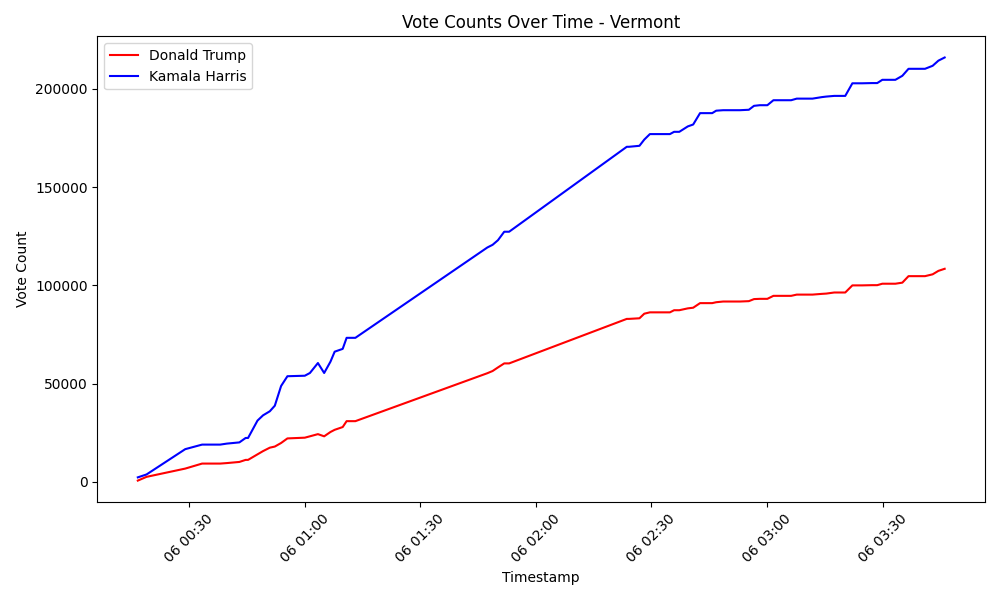 Vote Counts Over Time - Vermont
Donald Trump
Kamala Harris
Vote Count
200000
150000
100000
50000
0
06 00:30
06 01:00
06 01:30
06 02:00
06 02:30
06 03:00
06 03:30
Timestamp